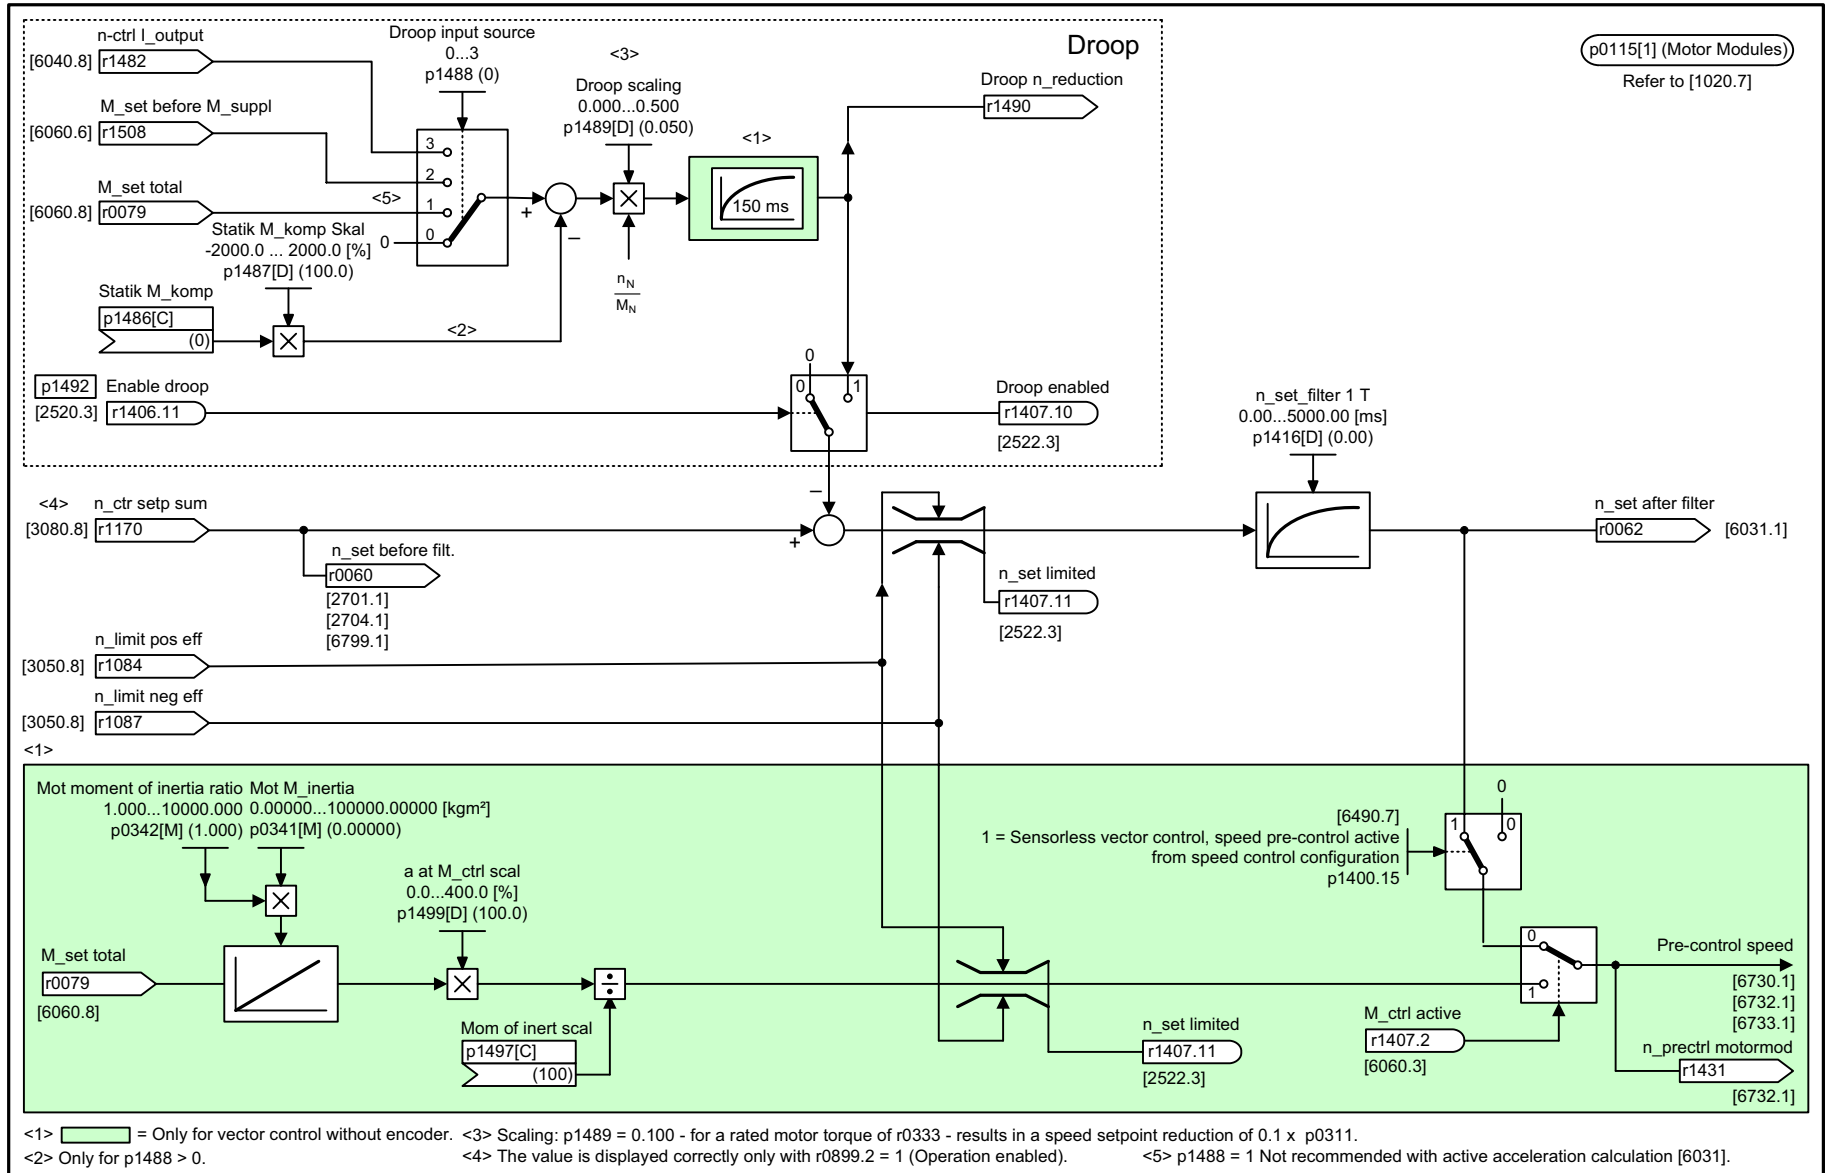 Droop
p0115[1] (Motor Modules)
Refer to [1020.7]
n-ctrl I_output
[6040.8] r1482
M_set before M_suppl
[6060.6] r1508
M_set total
[6060.8] r0079
<5>
Droop input source
0...3
p1488 (0)
3
2
1
0
0
+
–
Statik M_komp Skal
-2000.0 ... 2000.0 [%]
p1487[D] (100.0)
Statik M_komp
p1486[C]
(0)
×
<2>
<3>
Droop scaling
0.000...0.500
p1489[D] (0.050)
×
nN
MN
<1>
150 ms
Droop n_reduction
r1490
p1492 Enable droop
[2520.3] r1406.11
0
0 1
Droop enabled
r1407.10
[2522.3]
n_set_filter 1 T
0.00...5000.00 [ms]
p1416[D] (0.00)
<4> n_ctr setp sum
[3080.8] r1170
–
+
n_set before filt.
r0060
[2701.1]
[2704.1]
[6799.1]
n_set limited
r1407.11
[2522.3]
n_set after filter
r0062 [6031.1]
n_limit pos eff
[3050.8] r1084
n_limit neg eff
[3050.8] r1087
<1>
Mot moment of inertia ratio Mot M_inertia
1.000...10000.000 0.00000...100000.00000 [kgm²]
p0342[M] (1.000) p0341[M] (0.00000)
×
a at M_ctrl scal
0.0...400.0 [%]
p1499[D] (100.0)
×
÷
M_set total
r0079
[6060.8]
Mom of inert scal
p1497[C]
(100)
n_set limited
r1407.11
[2522.3]
[6490.7]
1 = Sensorless vector control, speed pre-control active
from speed control configuration
p1400.15
0
1 0
0
1
M_ctrl active
r1407.2
[6060.3]
Pre-control speed
[6730.1]
[6732.1]
[6733.1]
n_prectrl motormod
r1431
[6732.1]
<1> = Only for vector control without encoder. <3> Scaling: p1489 = 0.100 - for a rated motor torque of r0333 - results in a speed setpoint reduction of 0.1 x p0311.
<2> Only for p1488 > 0. <4> The value is displayed correctly only with r0899.2 = 1 (Operation enabled). <5> p1488 = 1 Not recommended with active acceleration calculation [6031].